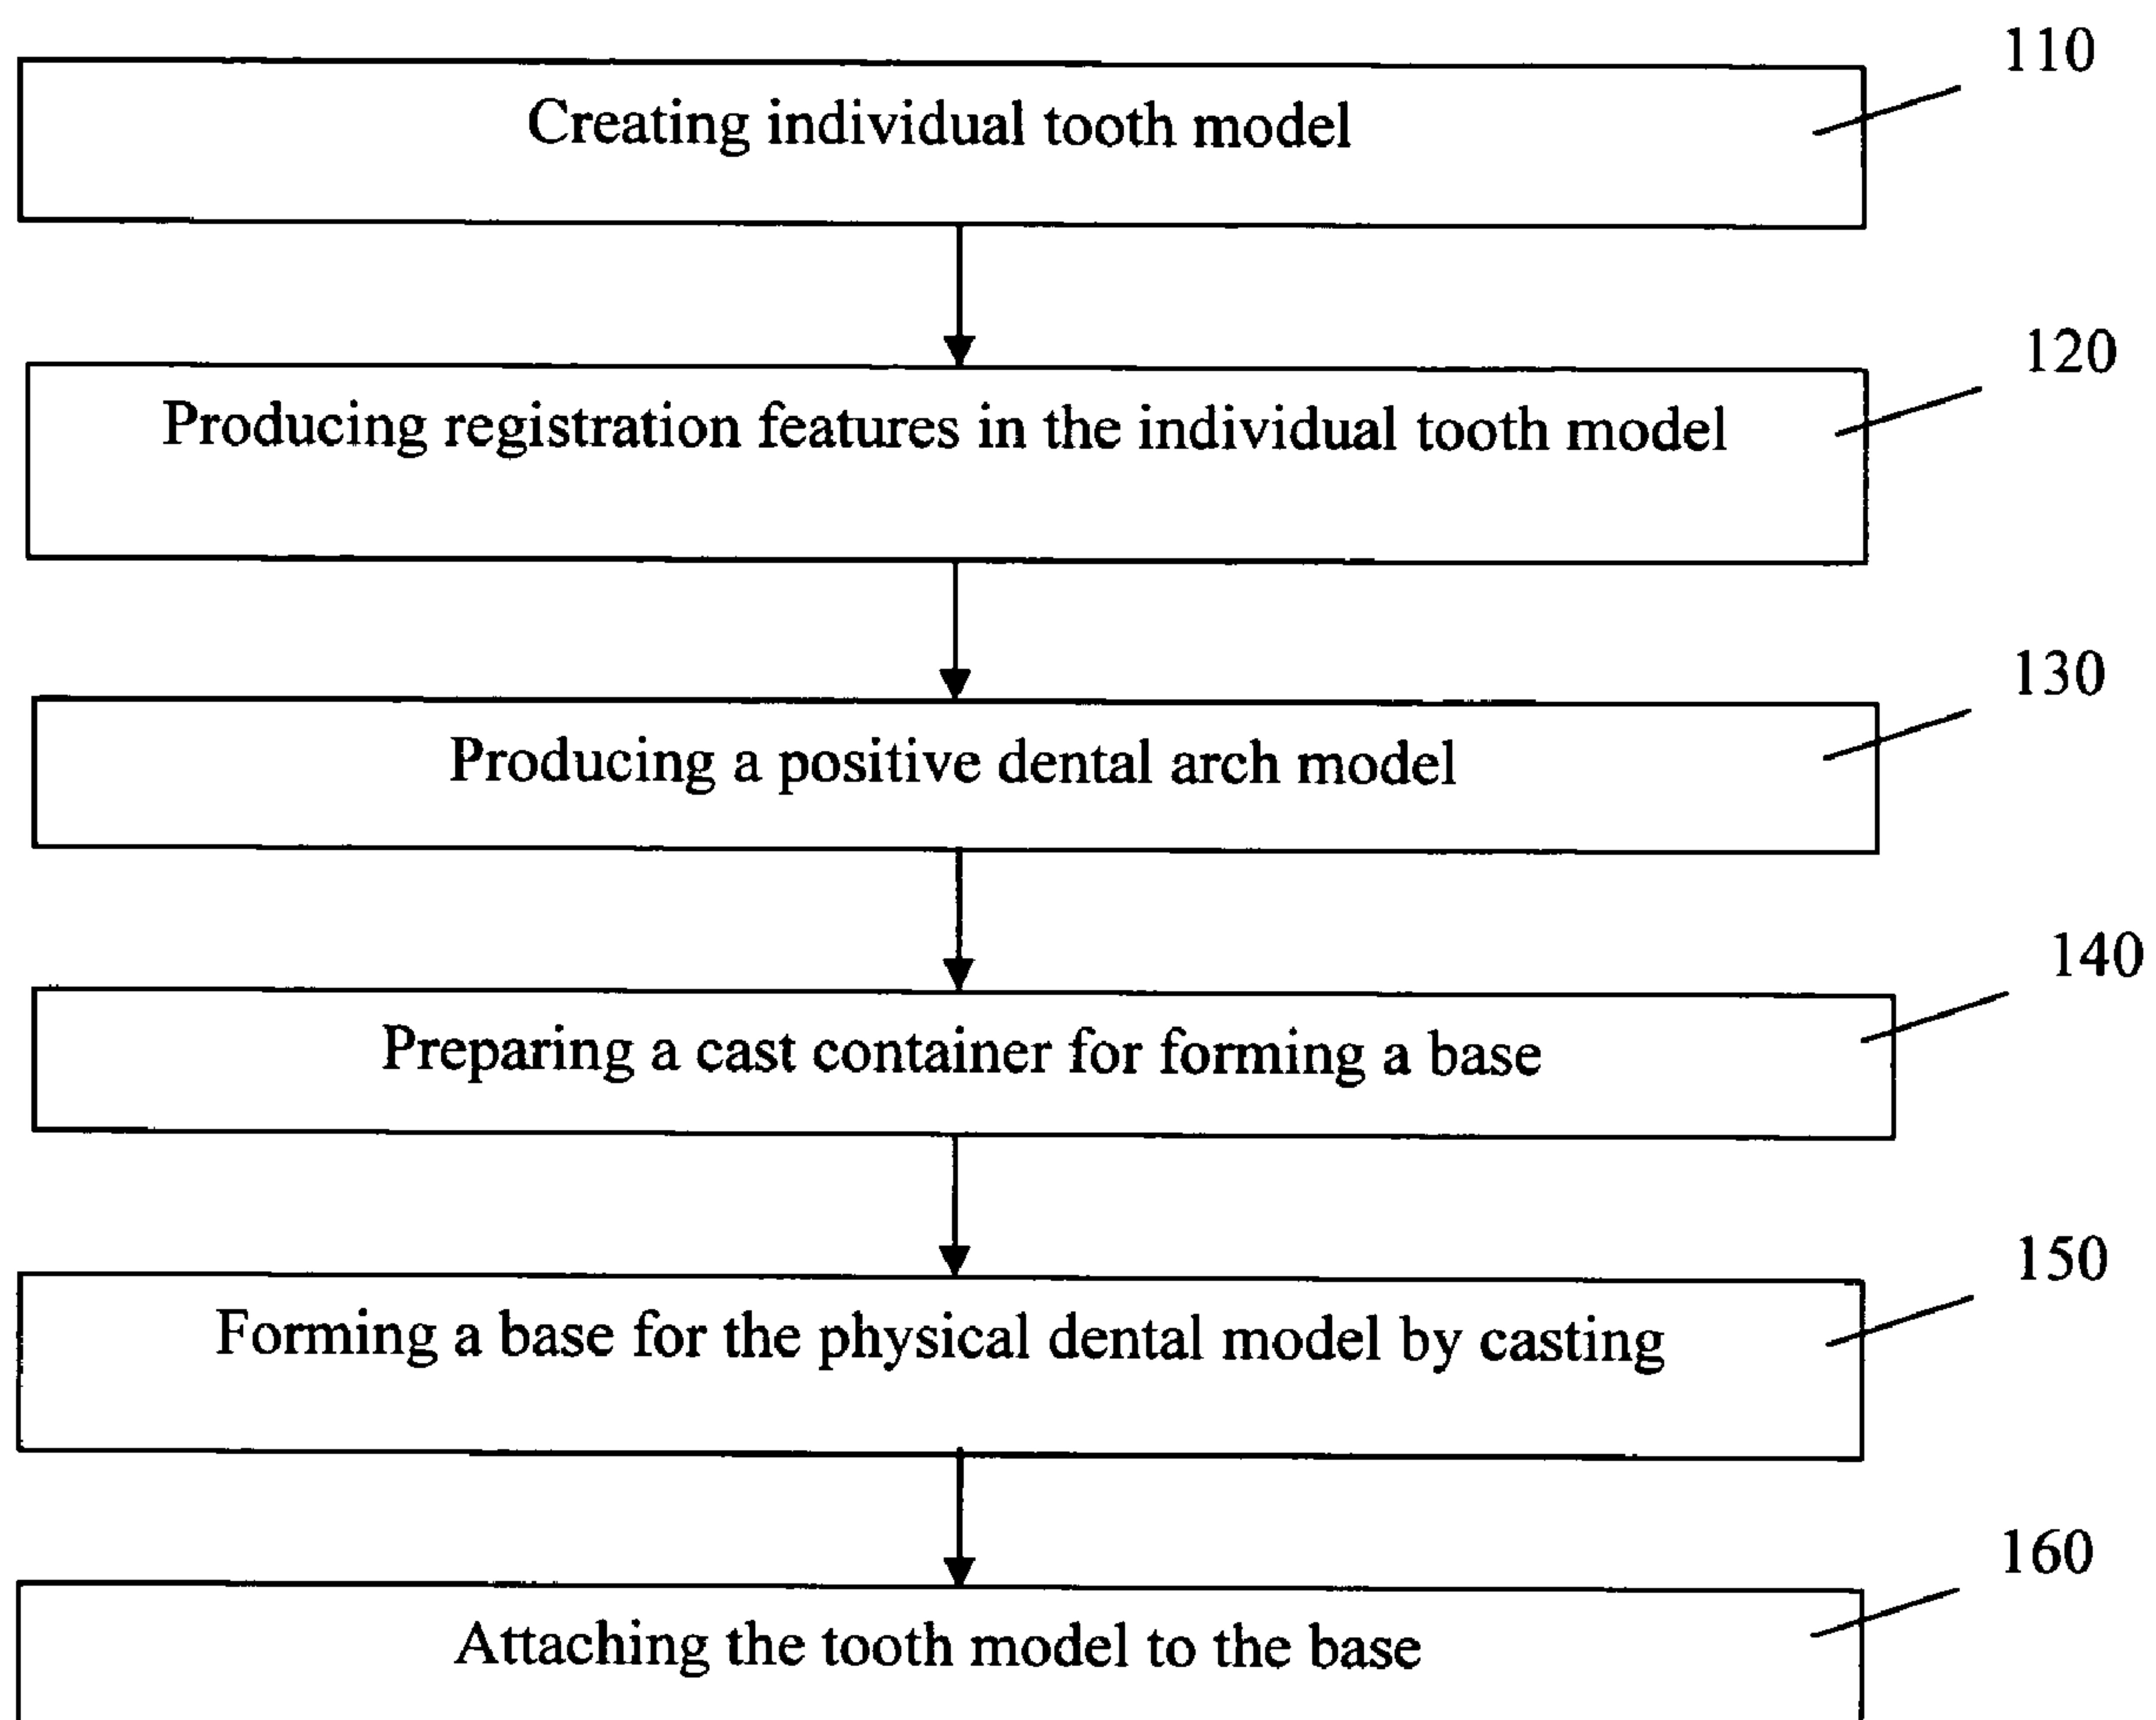 110
Creating individual tooth model
120
Producing registration features in the individual tooth model
130
Producing a positive dental arch model
140
Preparing a cast container for forming a base
150
Forming a base for the physical dental model by casting
160
Attaching the tooth model to the base